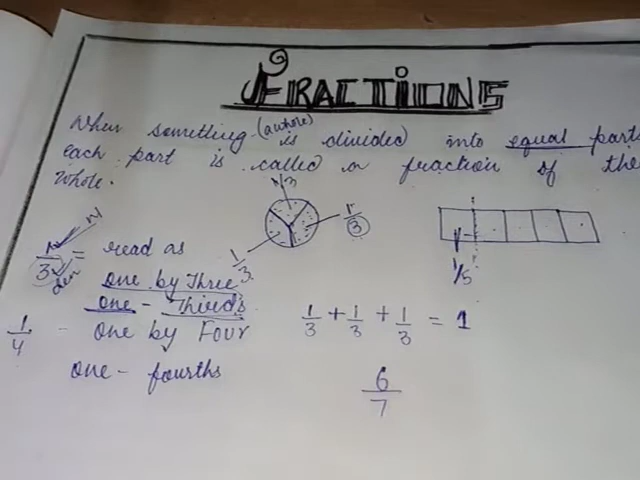 FRACTIONS
When something (a whole) is divided into equal parts
each part is called a fraction of the
whole.
1/3
1/3
1/3
1/5
1/3 = read as
N
den
one by Three
one - Thirds
1/4 - one by Four
one - fourths
1/3 + 1/3 + 1/3 = 1
6/7